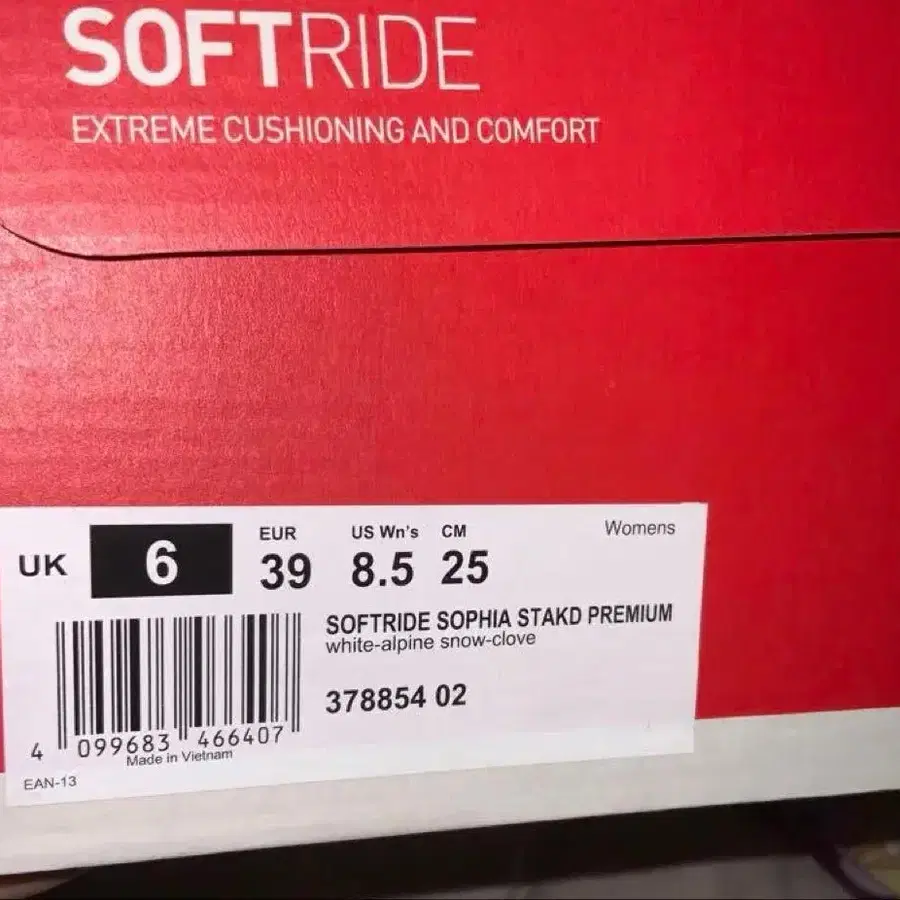 SOFTRIDE
EXTREME CUSHIONING AND COMFORT
UK 6
EUR 39
US Wn's 8.5
CM 25
Womens
SOFTRIDE SOPHIA STAKD PREMIUM
white-alpine snow-clove
378854 02
4 099683 466407
Made in Vietnam
EAN-13